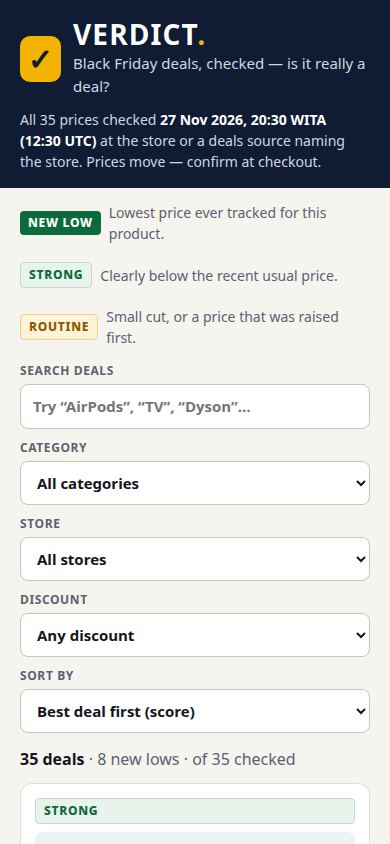 VERDICT.
Black Friday deals, checked — is it really a
deal?
All 35 prices checked 27 Nov 2026, 20:30 WITA
(12:30 UTC) at the store or a deals source naming
the store. Prices move — confirm at checkout.
NEW LOW Lowest price ever tracked for this
product.
STRONG Clearly below the recent usual price.
ROUTINE Small cut, or a price that was raised
first.
SEARCH DEALS
Try “AirPods”, “TV”, “Dyson”...
CATEGORY
All categories
STORE
All stores
DISCOUNT
Any discount
SORT BY
Best deal first (score)
35 deals · 8 new lows · of 35 checked
STRONG